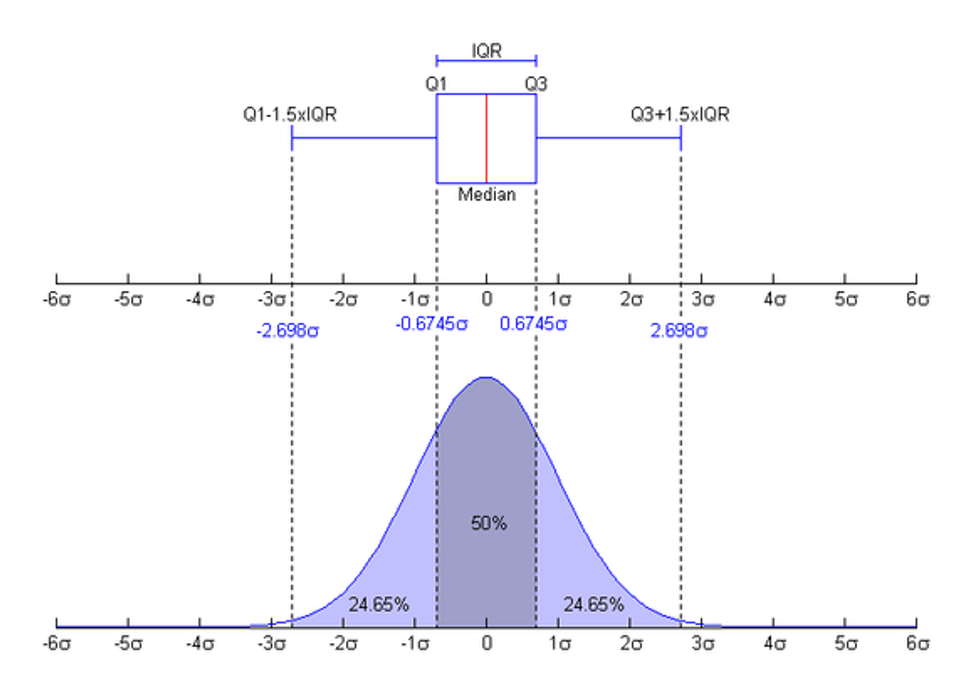 IQR
Q1 Q3
Q1-1.5xIQR Q3+1.5xIQR
Median
-6σ -5σ -4σ -3σ -2σ -1σ 0 1σ 2σ 3σ 4σ 5σ 6σ
-2.698σ -0.6745σ 0.6745σ 2.698σ
50%
24.65% 24.65%
-6σ -5σ -4σ -3σ -2σ -1σ 0 1σ 2σ 3σ 4σ 5σ 6σ